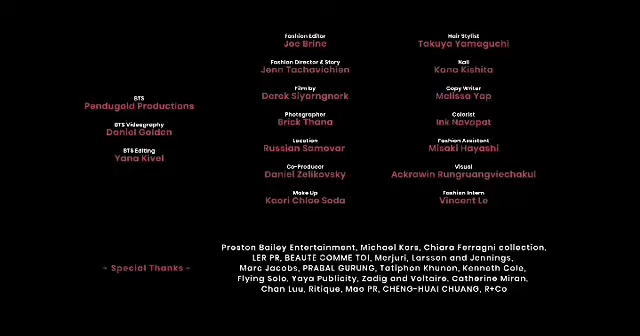 BTS
Pendugold Productions
BTS Videography
Daniel Goldon
BTS Editing
Yana Kivel
Fashion Editor
Joe Brine
Fashion Director & Story
Jenn Tachavichien
Film by
Derek Siyarngnork
Photographer
Brick Thana
Location
Russian Samovar
Co-Producer
Daniel Zelikovsky
Make Up
Kaori Chloe Soda
Hair Stylist
Takuya Yamaguchi
Nail
Kana Kishita
Copy Writer
Melissa Yap
Colorist
Ink Navapat
Fashion Assistant
Misaki Hayashi
Visual
Ackrawin Rungruangviechakul
Fashion Intern
Vincent Le
- Special Thanks -
Preston Bailey Entertainment, Michael Kors, Chiara Ferragni collection,
LER PR, BEAUTE COMME TOI, Merjuri, Larsson and Jennings,
Marc Jacobs, PRABAL GURUNG, Tatiphon Khunon, Kenneth Cole,
Flying Solo, Yaya Publicity, Zadig and Voltaire, Catherine Miran,
Chan Luu, Ritique, Mao PR, CHENG-HUAI CHUANG, R+Co